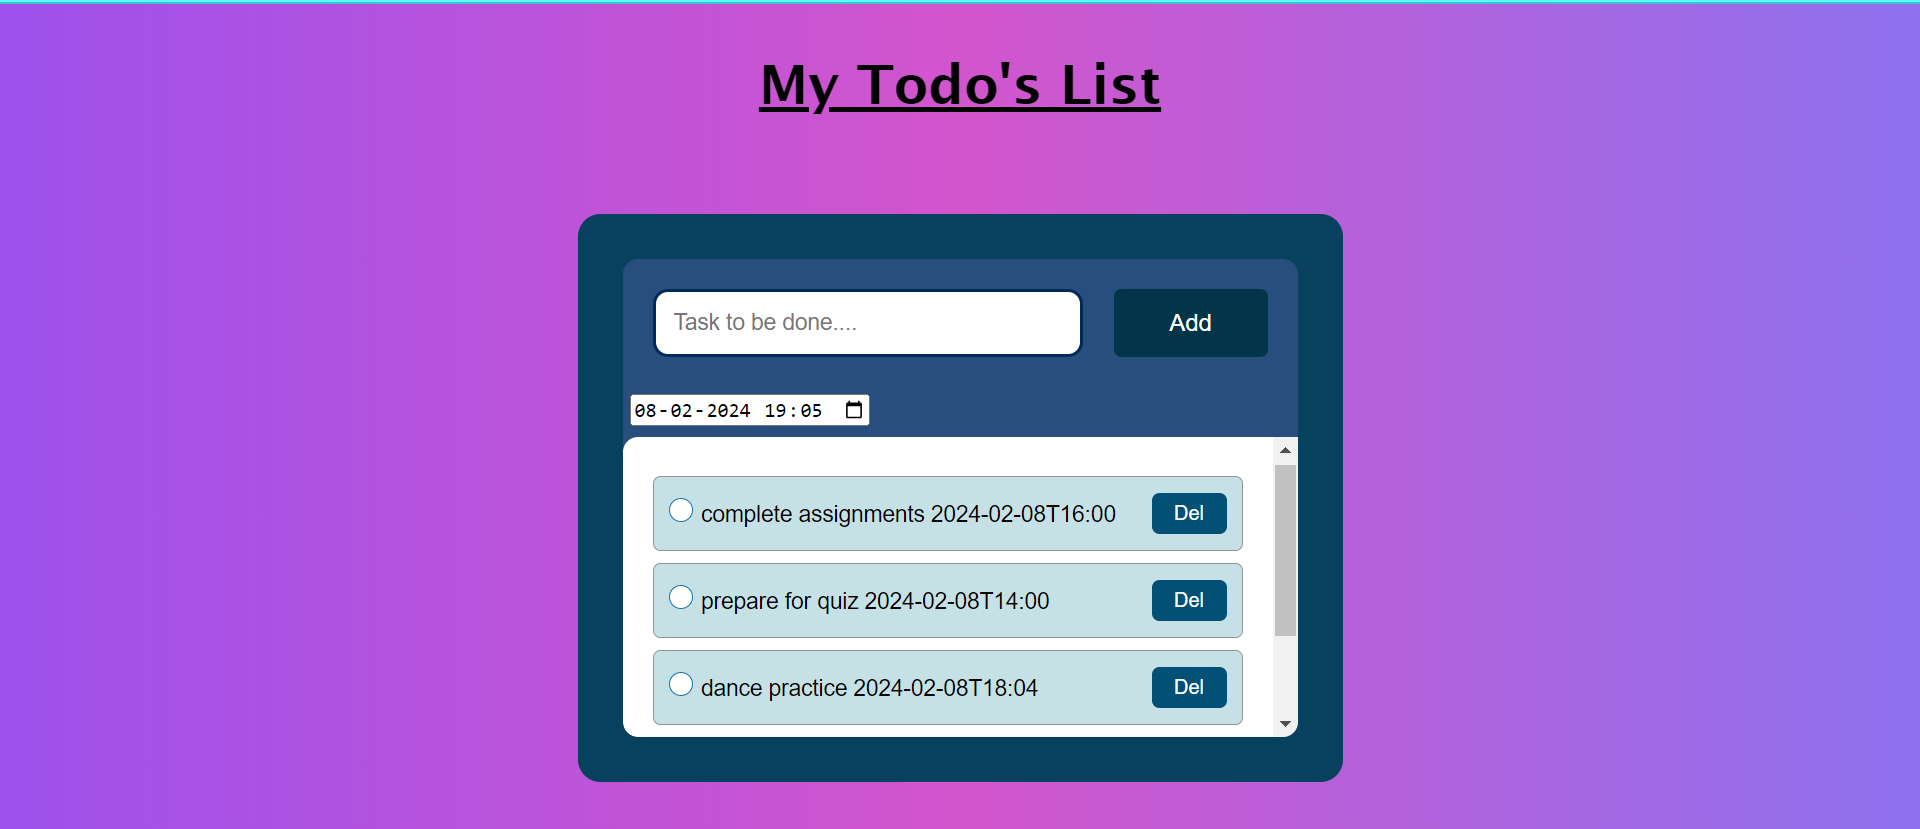 My Todo's List
Task to be done....
Add
08-02-2024 19:05
complete assignments 2024-02-08T16:00
Del
prepare for quiz 2024-02-08T14:00
Del
dance practice 2024-02-08T18:04
Del